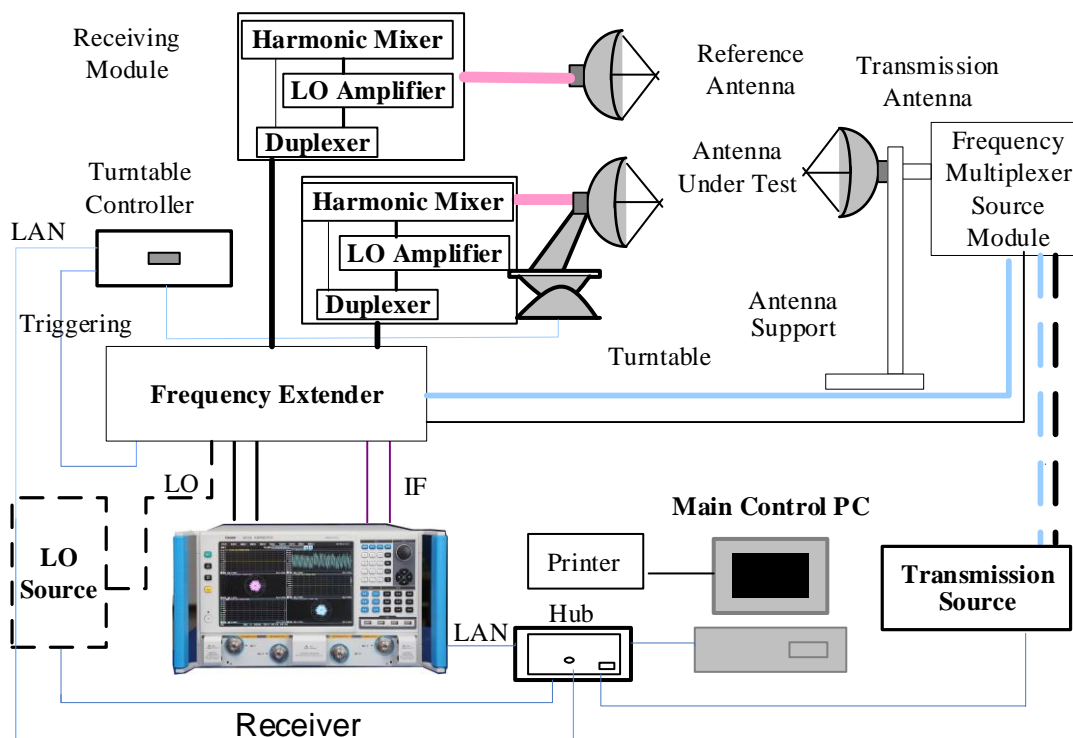 Receiving
Module
Harmonic Mixer
LO Amplifier
Duplexer
Reference
Antenna
Transmission
Antenna
Frequency
Multiplexer
Source
Module
Turntable
Controller
LAN
Triggering
Harmonic Mixer
LO Amplifier
Duplexer
Antenna
Under Test
Antenna
Support
Turntable
Frequency Extender
LO
IF
LO
Source
Main Control PC
Printer
Hub
LAN
Transmission
Source
Receiver